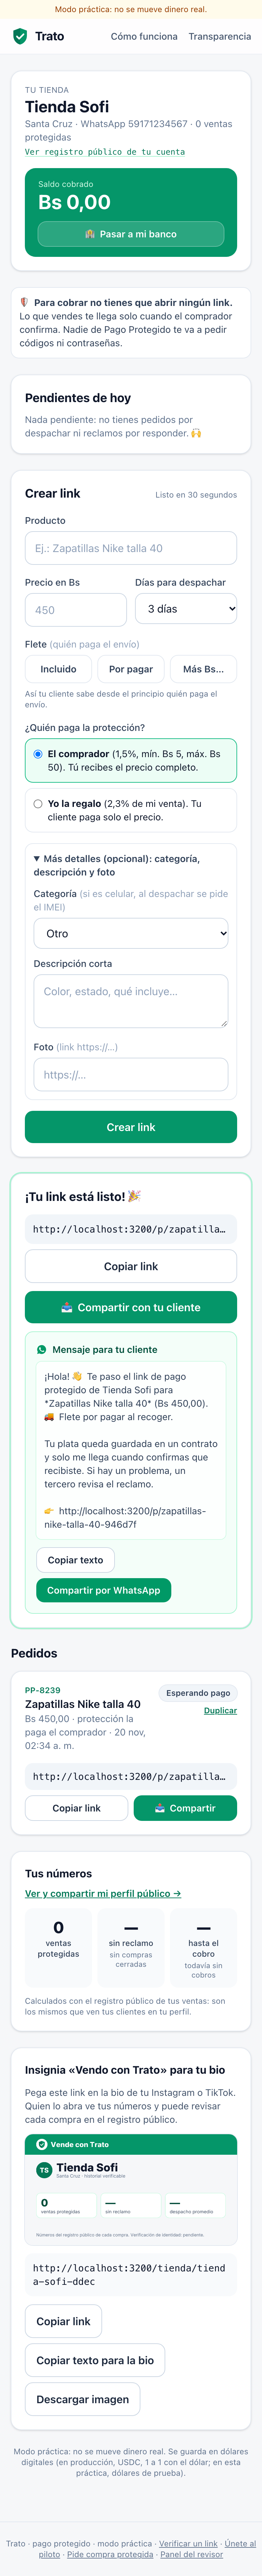 Modo práctica: no se mueve dinero real.
Trato
Cómo funciona
Transparencia
TU TIENDA
Tienda Sofi
Santa Cruz · WhatsApp 59171234567 · 0 ventas
protegidas
Ver registro público de tu cuenta
Saldo cobrado
Bs 0,00
Pasar a mi banco
Para cobrar no tienes que abrir ningún link.
Lo que vendes te llega solo cuando el comprador
confirma. Nadie de Pago Protegido te va a pedir
códigos ni contraseñas.
Pendientes de hoy
Nada pendiente: no tienes pedidos por
despachar ni reclamos por responder. 🙌
Crear link
Listo en 30 segundos
Producto
Ej.: Zapatillas Nike talla 40
Precio en Bs
Días para despachar
450
3 días
Flete (quién paga el envío)
Incluido
Por pagar
Más Bs...
Así tu cliente sabe desde el principio quién paga el
envío.
¿Quién paga la protección?
El comprador (1,5%, mín. Bs 5, máx. Bs
50). Tú recibes el precio completo.
Yo la regalo (2,3% de mi venta). Tu
cliente paga solo el precio.
▼ Más detalles (opcional): categoría,
descripción y foto
Categoría (si es celular, al despachar se pide
el IMEI)
Otro
Descripción corta
Color, estado, qué incluye...
Foto (link https://...)
https://...
Crear link
¡Tu link está listo! 🎉
http://localhost:3200/p/zapatilla…
Copiar link
📤 Compartir con tu cliente
Mensaje para tu cliente
¡Hola! 👋 Te paso el link de pago
protegido de Tienda Sofi para
*Zapatillas Nike talla 40* (Bs 450,00).
🚚 Flete por pagar al recoger.
Tu plata queda guardada en un contrato
y solo me llega cuando confirmas que
recibiste. Si hay un problema, un
tercero revisa el reclamo.
👉 http://localhost:3200/p/zapatillas-
nike-talla-40-946d7f
Copiar texto
Compartir por WhatsApp
Pedidos
PP-8239
Esperando pago
Zapatillas Nike talla 40
Duplicar
Bs 450,00 · protección la
paga el comprador · 20 nov,
02:34 a. m.
http://localhost:3200/p/zapatilla…
Copiar link
📤 Compartir
Tus números
Ver y compartir mi perfil público →
0
ventas
protegidas
—
sin reclamo
sin compras
cerradas
—
hasta el
cobro
todavía sin
cobros
Calculados con el registro público de tus ventas: son
los mismos que ven tus clientes en tu perfil.
Insignia «Vendo con Trato» para tu bio
Pega este link en la bio de tu Instagram o TikTok.
Quien lo abra ve tus números y puede revisar
cada compra en el registro público.
Vende con Trato
TS
Tienda Sofi
Santa Cruz · historial verificable
0
ventas protegidas
—
sin reclamo
—
despacho promedio
Números del registro público de cada compra. Verificación de identidad: pendiente.
http://localhost:3200/tienda/tiend
a-sofi-ddec
Copiar link
Copiar texto para la bio
Descargar imagen
Modo práctica: no se mueve dinero real. Se guarda en dólares
digitales (en producción, USDC, 1 a 1 con el dólar; en esta
práctica, dólares de prueba).
Trato · pago protegido · modo práctica · Verificar un link · Únete al
piloto · Pide compra protegida · Panel del revisor